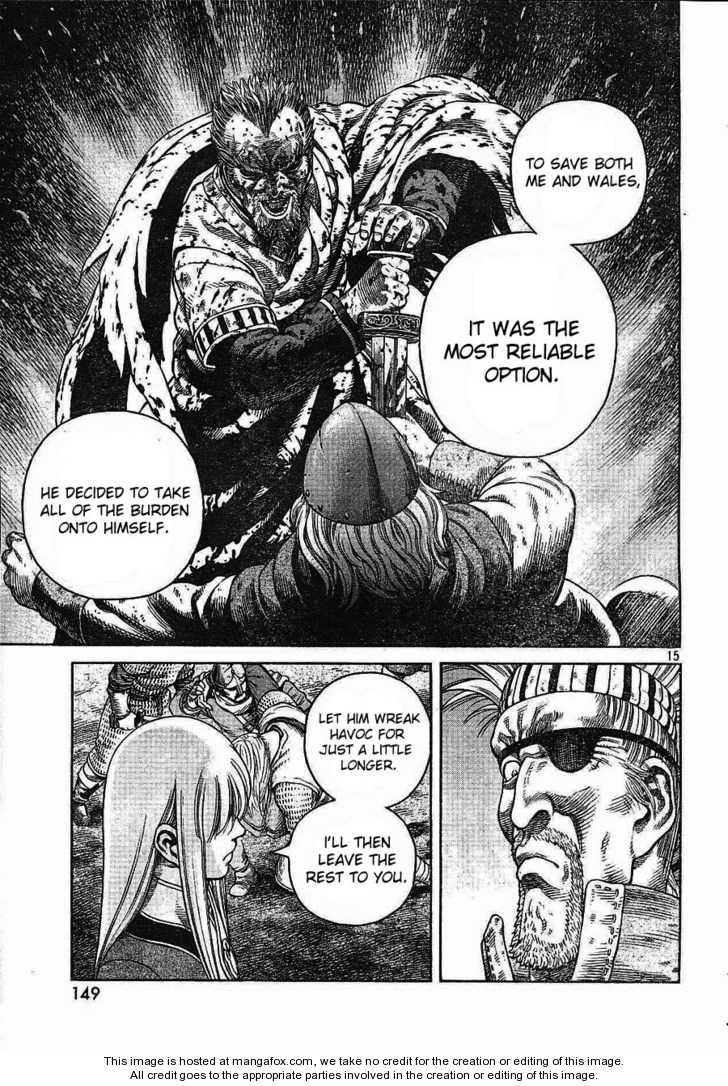 TO SAVE BOTH
ME AND WALES,
IT WAS THE
MOST RELIABLE
OPTION.
HE DECIDED TO TAKE
ALL OF THE BURDEN
ONTO HIMSELF.
15
LET HIM WREAK
HAVOC FOR
JUST A LITTLE
LONGER.
I'LL THEN
LEAVE THE
REST TO YOU.
149
This image is hosted at mangafox.com, we take no credit for the creation or editing of this image.
All credit goes to the appropriate parties involved in the creation or editing of this image.